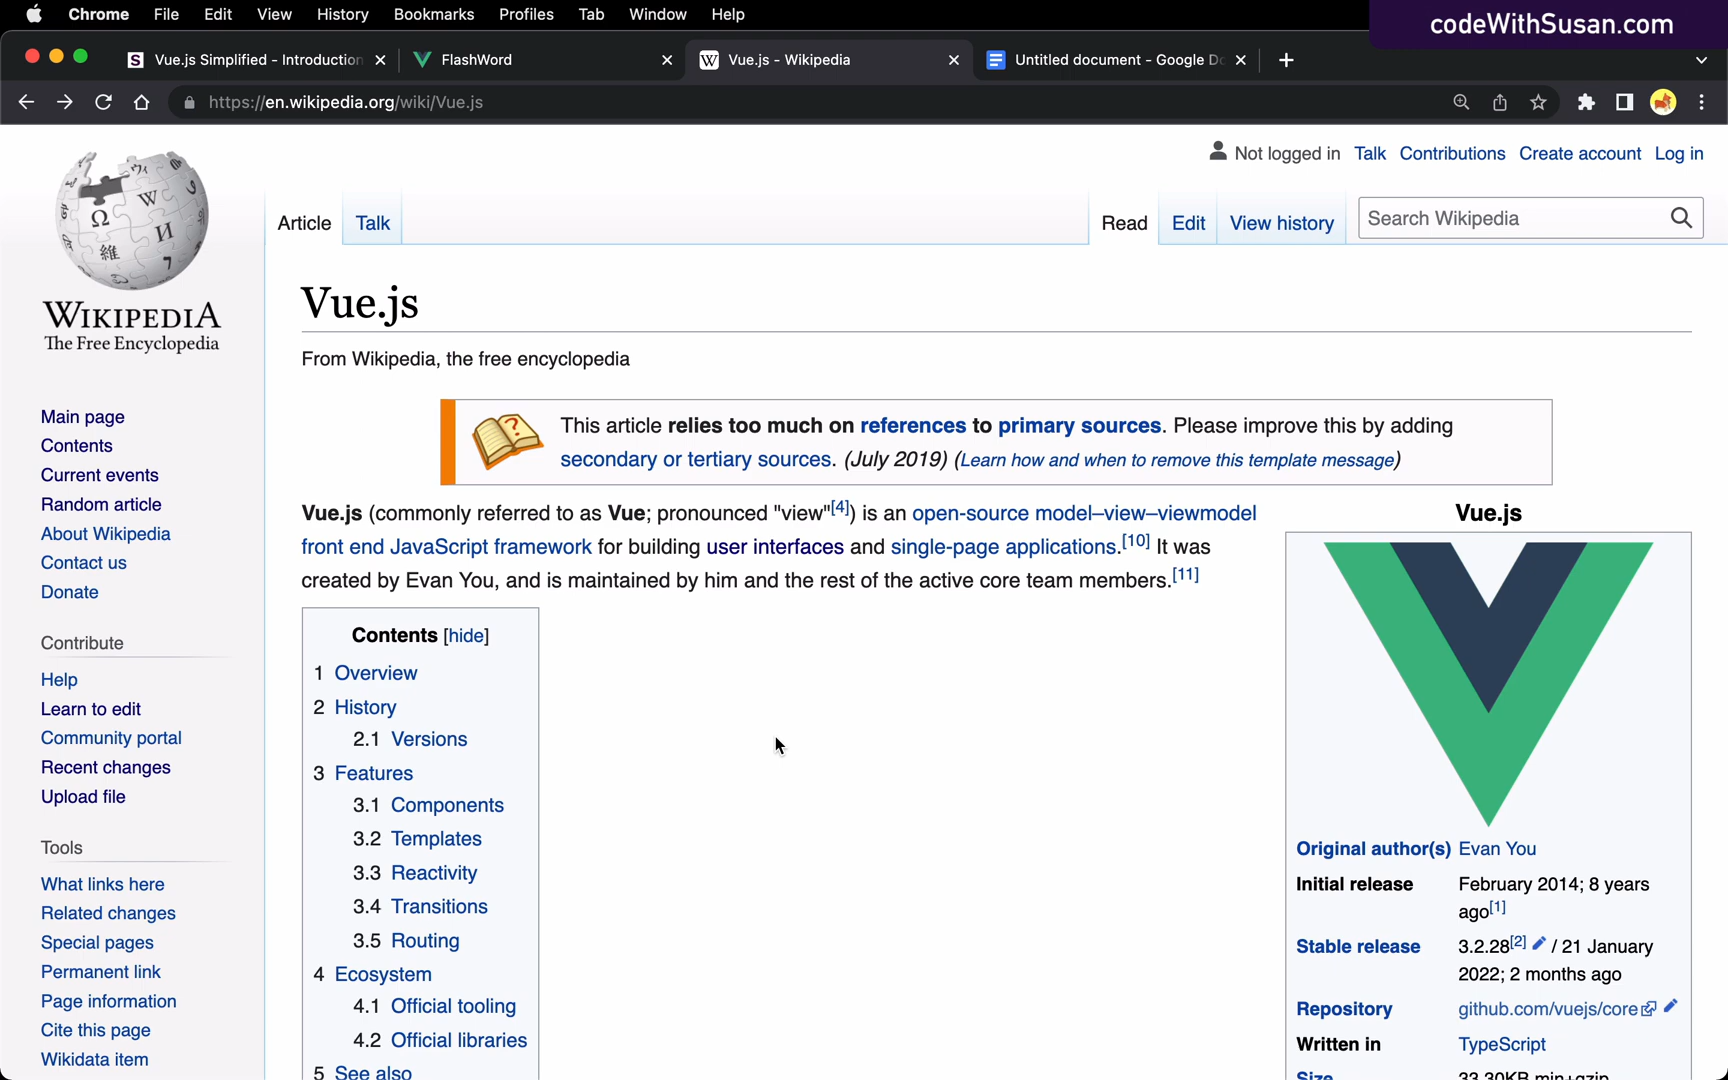 Chrome File Edit View History Bookmarks Profiles Tab Window Help
codeWithSusan.com
Vue.js Simplified - Introduction
FlashWord
Vue.js - Wikipedia
Untitled document - Google Do
https://en.wikipedia.org/wiki/Vue.js
Not logged in Talk Contributions Create account Log in
Article Talk
Read Edit View history
Search Wikipedia
WIKIPEDIA
The Free Encyclopedia
Main page
Contents
Current events
Random article
About Wikipedia
Contact us
Donate
Contribute
Help
Learn to edit
Community portal
Recent changes
Upload file
Tools
What links here
Related changes
Special pages
Permanent link
Page information
Cite this page
Wikidata item
Vue.js
From Wikipedia, the free encyclopedia
This article relies too much on references to primary sources. Please improve this by adding
secondary or tertiary sources. (July 2019) (Learn how and when to remove this template message)
Vue.js (commonly referred to as Vue; pronounced "view"[4]) is an open-source model–view–viewmodel
front end JavaScript framework for building user interfaces and single-page applications.[10] It was
created by Evan You, and is maintained by him and the rest of the active core team members.[11]
Contents [hide]
1 Overview
2 History
2.1 Versions
3 Features
3.1 Components
3.2 Templates
3.3 Reactivity
3.4 Transitions
3.5 Routing
4 Ecosystem
4.1 Official tooling
4.2 Official libraries
5 See also
Vue.js
Original author(s) Evan You
Initial release February 2014; 8 years
ago[1]
Stable release 3.2.28[2] / 21 January
2022; 2 months ago
Repository github.com/vuejs/core
Written in TypeScript
Size 33.30KB min+gzip